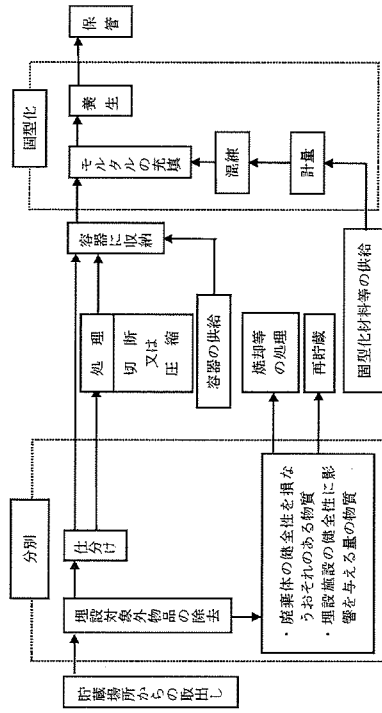 貯蔵場所からの取出し
分別
埋設対象外物品の除去
仕分け
・廃棄体の健全性を損な
うおそれのある物質
・埋設施設の健全性に影
響を与える量の物質
処理
切断
又は
圧縮
容器の供給
焼却等
の処理
再貯蔵
容器に収納
固型化材料等の供給
固型化
モルタルの充填
混練
計量
養生
保管